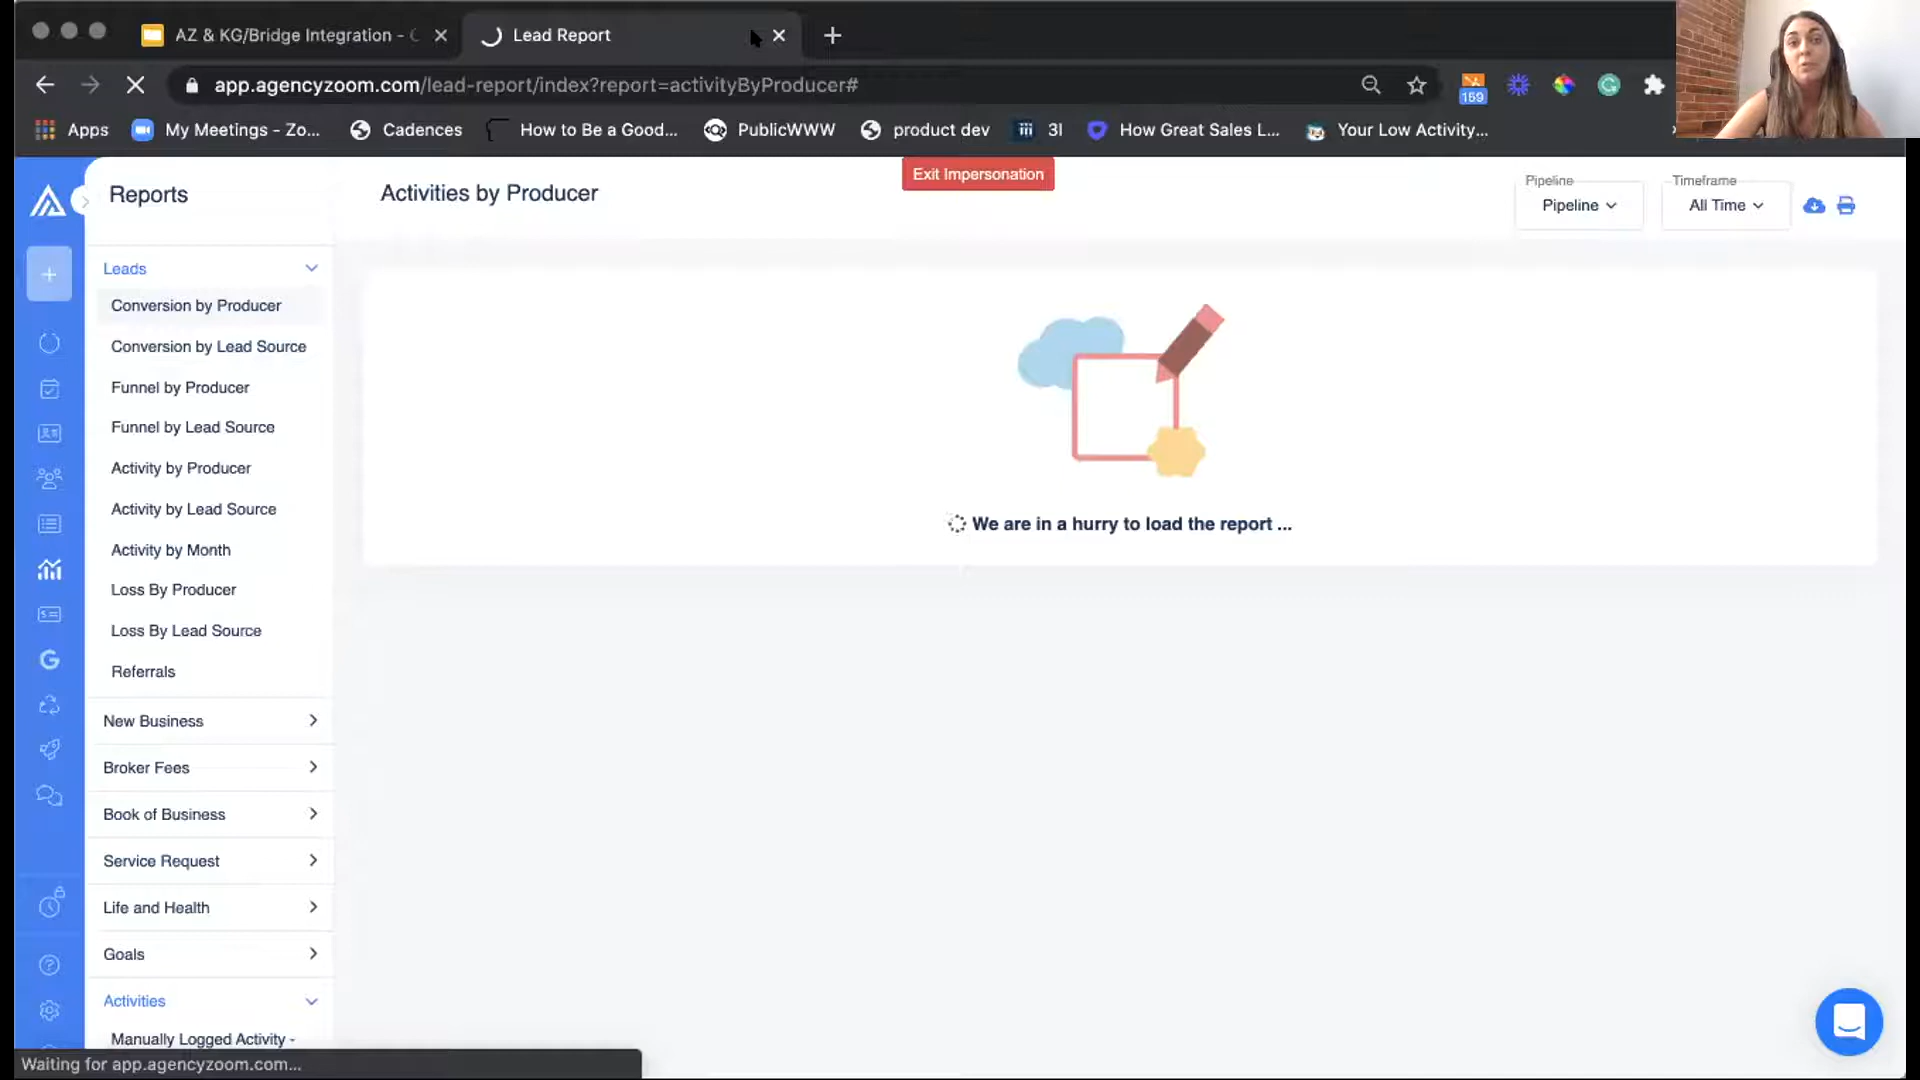 AZ & KG/Bridge Integration -
Lead Report
app.agencyzoom.com/lead-report/index?report=activityByProducer#
159
Apps
My Meetings - Zo...
Cadences
How to Be a Good...
PublicWWW
product dev
3I
How Great Sales L...
Your Low Activity...
Reports
Activities by Producer
Exit Impersonation
Pipeline
Pipeline
Timeframe
All Time
Leads
Conversion by Producer
Conversion by Lead Source
Funnel by Producer
Funnel by Lead Source
Activity by Producer
Activity by Lead Source
Activity by Month
Loss By Producer
Loss By Lead Source
Referrals
New Business
Broker Fees
Book of Business
Service Request
Life and Health
Goals
Activities
Manually Logged Activity -
We are in a hurry to load the report ...
Waiting for app.agencyzoom.com...